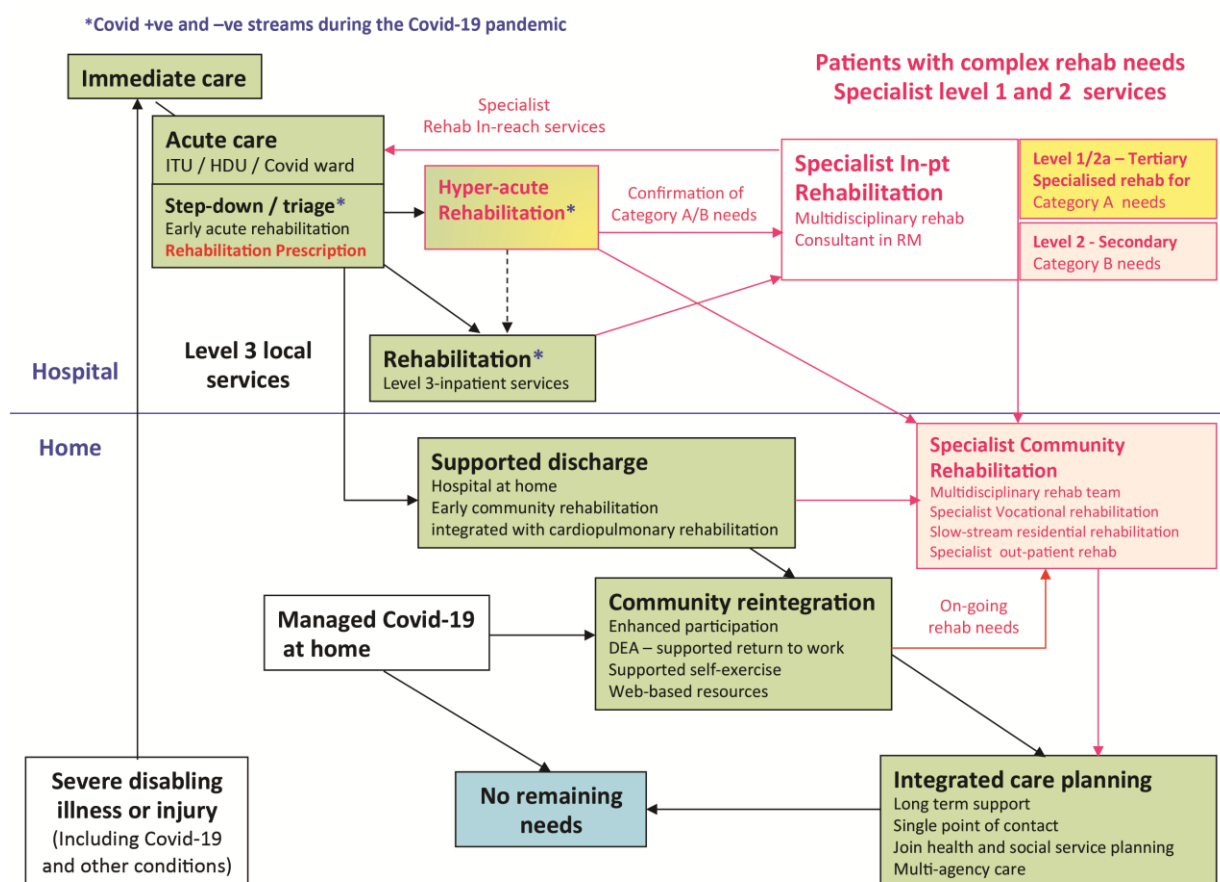 *Covid +ve and –ve streams during the Covid-19 pandemic
Immediate care
Patients with complex rehab needs
Specialist level 1 and 2 services
Acute care
ITU / HDU / Covid ward
Specialist
Rehab In-reach services
Step-down / triage*
Early acute rehabilitation
Rehabilitation Prescription
Hyper-acute
Rehabilitation*
Confirmation of
Category A/B needs
Specialist In-pt
Rehabilitation
Multidisciplinary rehab
Consultant in RM
Level 1/2a – Tertiary
Specialised rehab for
Category A needs
Level 2 - Secondary
Category B needs
Level 3 local
services
Rehabilitation*
Level 3-inpatient services
Hospital
Home
Supported discharge
Hospital at home
Early community rehabilitation
integrated with cardiopulmonary rehabilitation
Specialist Community
Rehabilitation
Multidisciplinary rehab team
Specialist Vocational rehabilitation
Slow-stream residential rehabilitation
Specialist out-patient rehab
Managed Covid-19
at home
Community reintegration
Enhanced participation
DEA – supported return to work
Supported self-exercise
Web-based resources
On-going
rehab needs
Severe disabling
illness or injury
(Including Covid-19
and other conditions)
No remaining
needs
Integrated care planning
Long term support
Single point of contact
Join health and social service planning
Multi-agency care